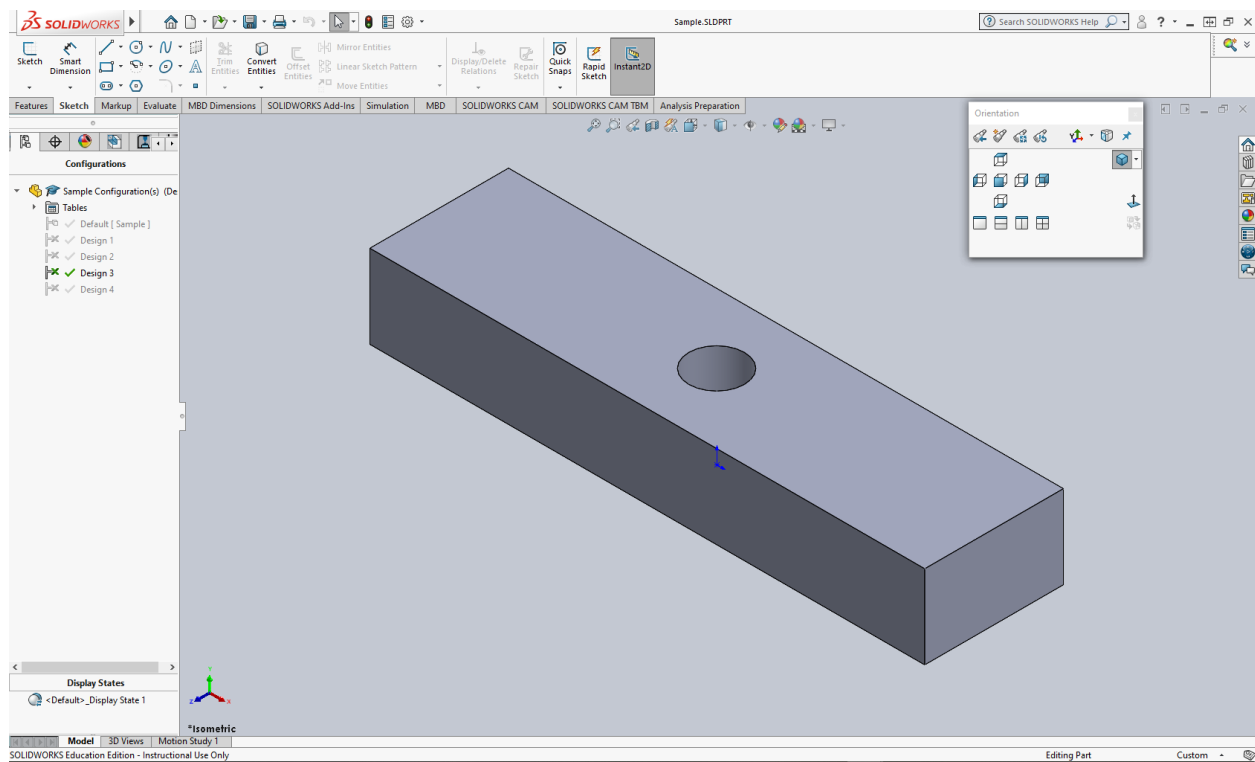 SOLIDWORKS
Sample.SLDPRT
Search SOLIDWORKS Help
Sketch
Smart Dimension
Trim Entities
Convert Entities
Offset Entities
Mirror Entities
Linear Sketch Pattern
Move Entities
Display/Delete Relations
Repair Sketch
Quick Snaps
Rapid Sketch
Instant2D
Features Sketch Markup Evaluate MBD Dimensions SOLIDWORKS Add-Ins Simulation MBD SOLIDWORKS CAM SOLIDWORKS CAM TBM Analysis Preparation
Orientation
Configurations
Sample Configuration(s) (De
Tables
Default [ Sample ]
Design 1
Design 2
Design 3
Design 4
Display States
<Default>_Display State 1
Y
Z
X
*Isometric
Model 3D Views Motion Study 1
SOLIDWORKS Education Edition - Instructional Use Only
Editing Part
Custom